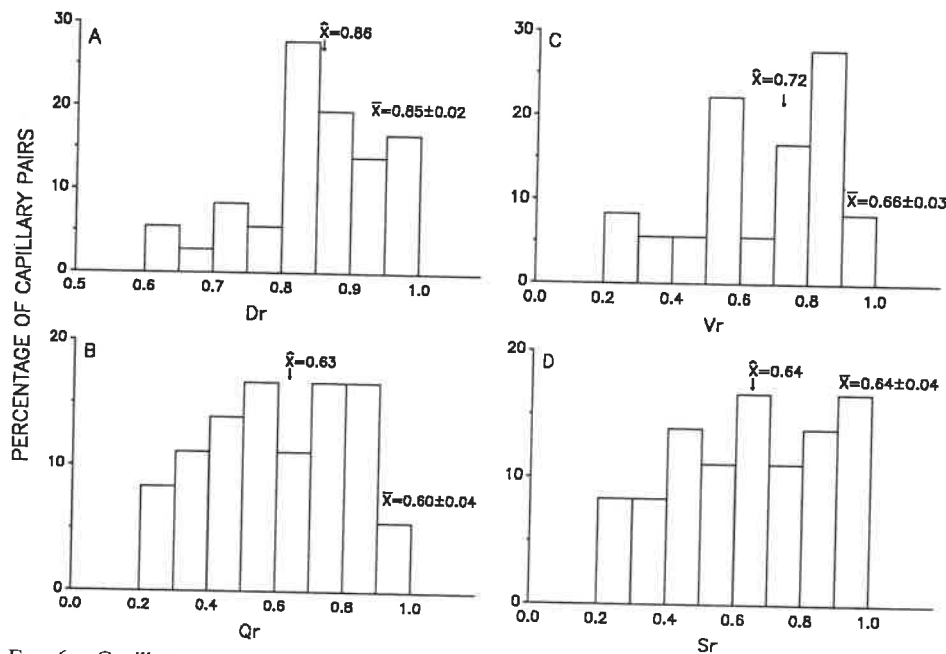 PERCENTAGE OF CAPILLARY PAIRS
A
30
20
10
0
X̂=0.86
X̄=0.85±0.02
0.5 0.6 0.7 0.8 0.9 1.0
Dr
C
30
20
10
0
X̂=0.72
X̄=0.66±0.03
0.0 0.2 0.4 0.6 0.8 1.0
Vr
B
20
10
0
X̂=0.63
X̄=0.60±0.04
0.0 0.2 0.4 0.6 0.8 1.0
Qr
D
20
10
0
X̂=0.64
X̄=0.64±0.04
0.0 0.2 0.4 0.6 0.8 1.0
Sr